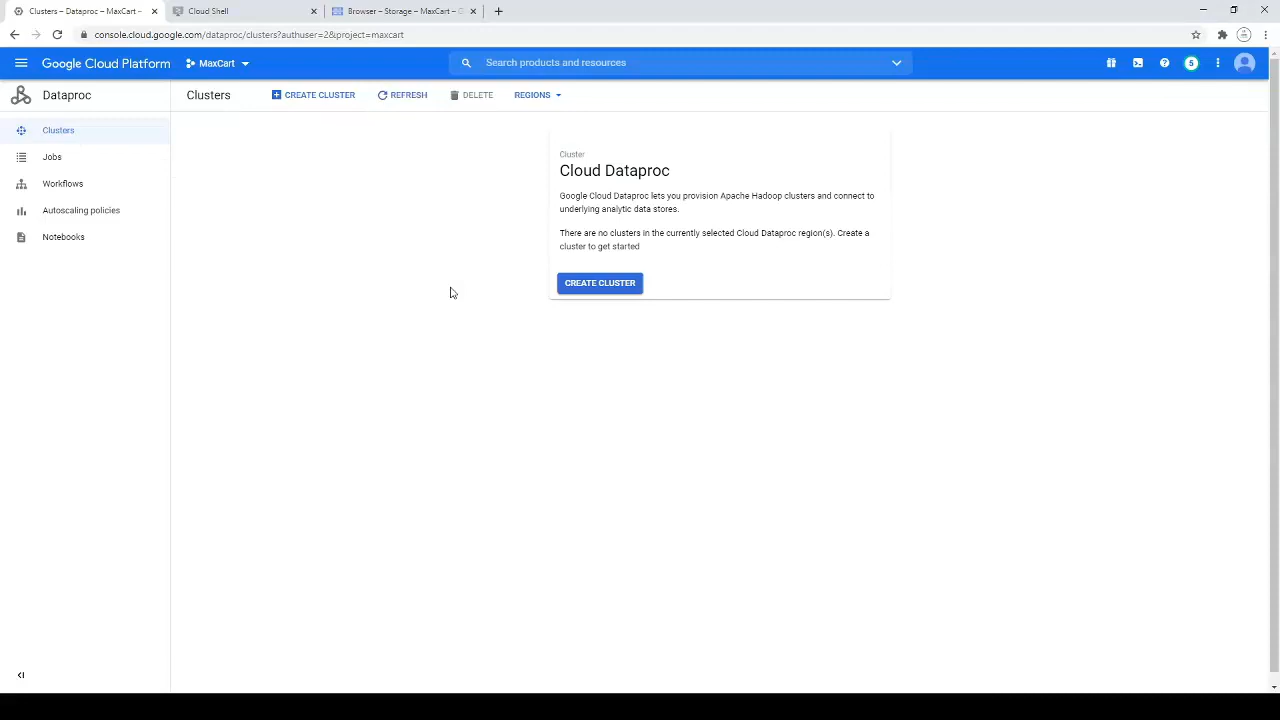 Clusters – Dataproc – MaxCart –
Cloud Shell
Browser – Storage – MaxCart –
console.cloud.google.com/dataproc/clusters?authuser=2&project=maxcart
Google Cloud Platform
MaxCart
Search products and resources
5
Dataproc
Clusters
CREATE CLUSTER
REFRESH
DELETE
REGIONS
Clusters
Jobs
Workflows
Autoscaling policies
Notebooks
Cluster
Cloud Dataproc
Google Cloud Dataproc lets you provision Apache Hadoop clusters and connect to
underlying analytic data stores.
There are no clusters in the currently selected Cloud Dataproc region(s). Create a
cluster to get started
CREATE CLUSTER